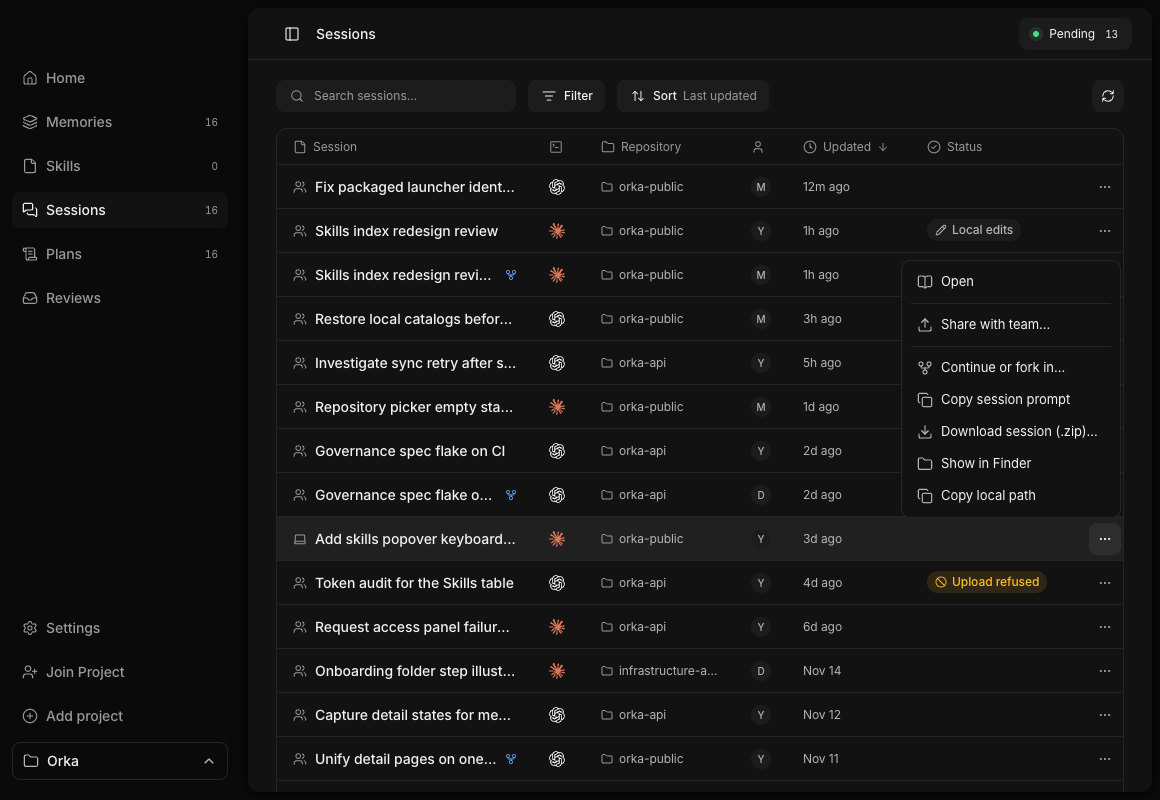 Sessions
Pending 13
Home
Memories 16
Skills 0
Sessions 16
Plans 16
Reviews
Settings
Join Project
Add project
Orka
Search sessions...
Filter
Sort Last updated
Session Repository Updated Status
Fix packaged launcher ident... orka-public M 12m ago
Skills index redesign review orka-public Y 1h ago Local edits
Skills index redesign revi... orka-public M 1h ago
Restore local catalogs befor... orka-public M 3h ago
Investigate sync retry after s... orka-api Y 5h ago
Repository picker empty sta... orka-public M 1d ago
Governance spec flake on CI orka-api Y 2d ago
Governance spec flake o... orka-api D 2d ago
Add skills popover keyboard... orka-public Y 3d ago
Token audit for the Skills table orka-api Y 4d ago Upload refused
Request access panel failur... orka-api Y 6d ago
Onboarding folder step illust... infrastructure-a... D Nov 14
Capture detail states for me... orka-api Y Nov 12
Unify detail pages on one... orka-public Y Nov 11
Open
Share with team...
Continue or fork in...
Copy session prompt
Download session (.zip)...
Show in Finder
Copy local path